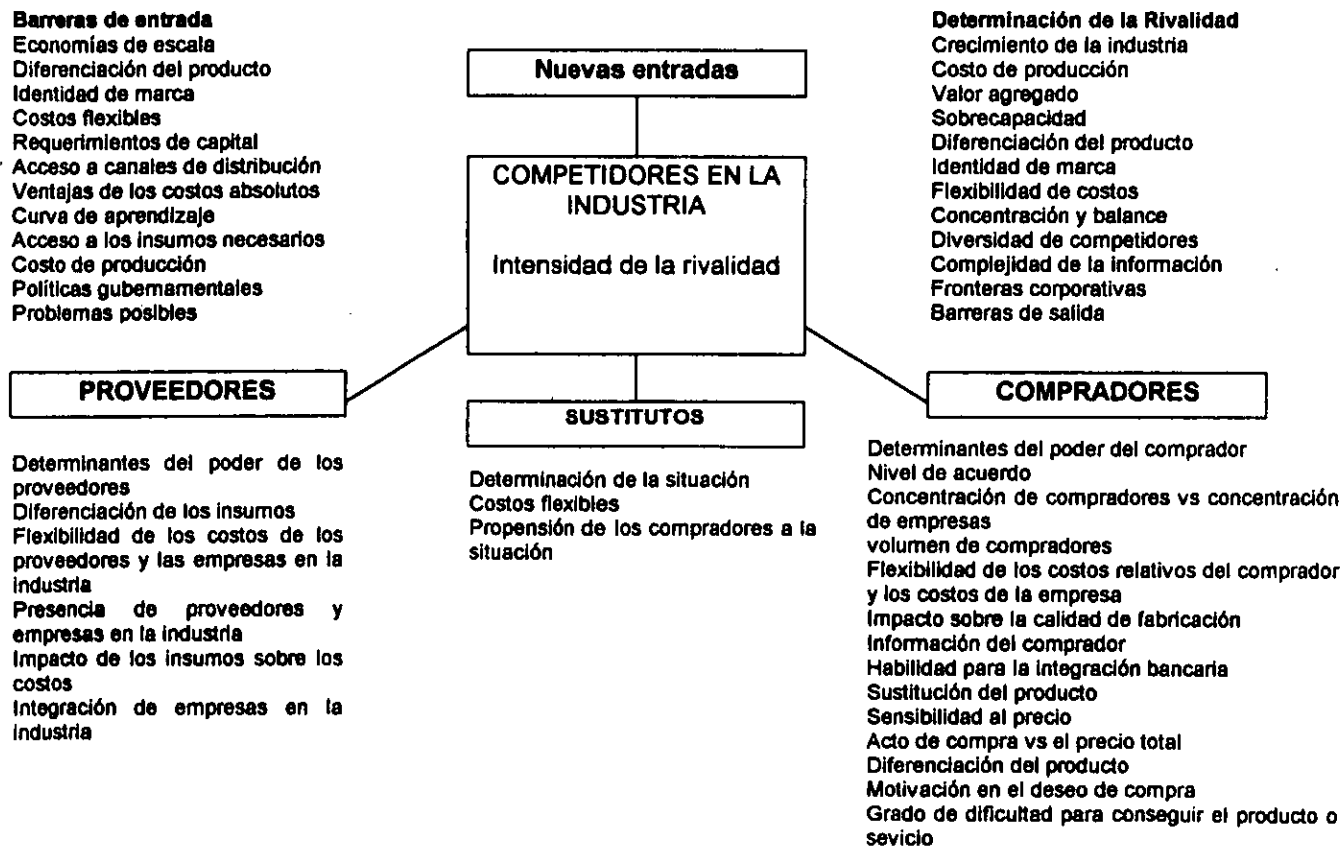 Barreras de entrada
Economías de escala
Diferenciación del producto
Identidad de marca
Costos flexibles
Requerimientos de capital
Acceso a canales de distribución
Ventajas de los costos absolutos
Curva de aprendizaje
Acceso a los insumos necesarios
Costo de producción
Políticas gubernamentales
Problemas posibles
Nuevas entradas
COMPETIDORES EN LA
INDUSTRIA
Intensidad de la rivalidad
Determinación de la Rivalidad
Crecimiento de la industria
Costo de producción
Valor agregado
Sobrecapacidad
Diferenciación del producto
Identidad de marca
Flexibilidad de costos
Concentración y balance
Diversidad de competidores
Complejidad de la información
Fronteras corporativas
Barreras de salida
PROVEEDORES
Determinantes del poder de los
proveedores
Diferenciación de los insumos
Flexibilidad de los costos de los
proveedores y las empresas en la
industria
Presencia de proveedores y
empresas en la industria
Impacto de los insumos sobre los
costos
Integración de empresas en la
industria
SUSTITUTOS
Determinación de la situación
Costos flexibles
Propensión de los compradores a la
situación
COMPRADORES
Determinantes del poder del comprador
Nivel de acuerdo
Concentración de compradores vs concentración
de empresas
volumen de compradores
Flexibilidad de los costos relativos del comprador
y los costos de la empresa
Impacto sobre la calidad de fabricación
Información del comprador
Habilidad para la integración bancaria
Sustitución del producto
Sensibilidad al precio
Acto de compra vs el precio total
Diferenciación del producto
Motivación en el deseo de compra
Grado de dificultad para conseguir el producto o
sevicio